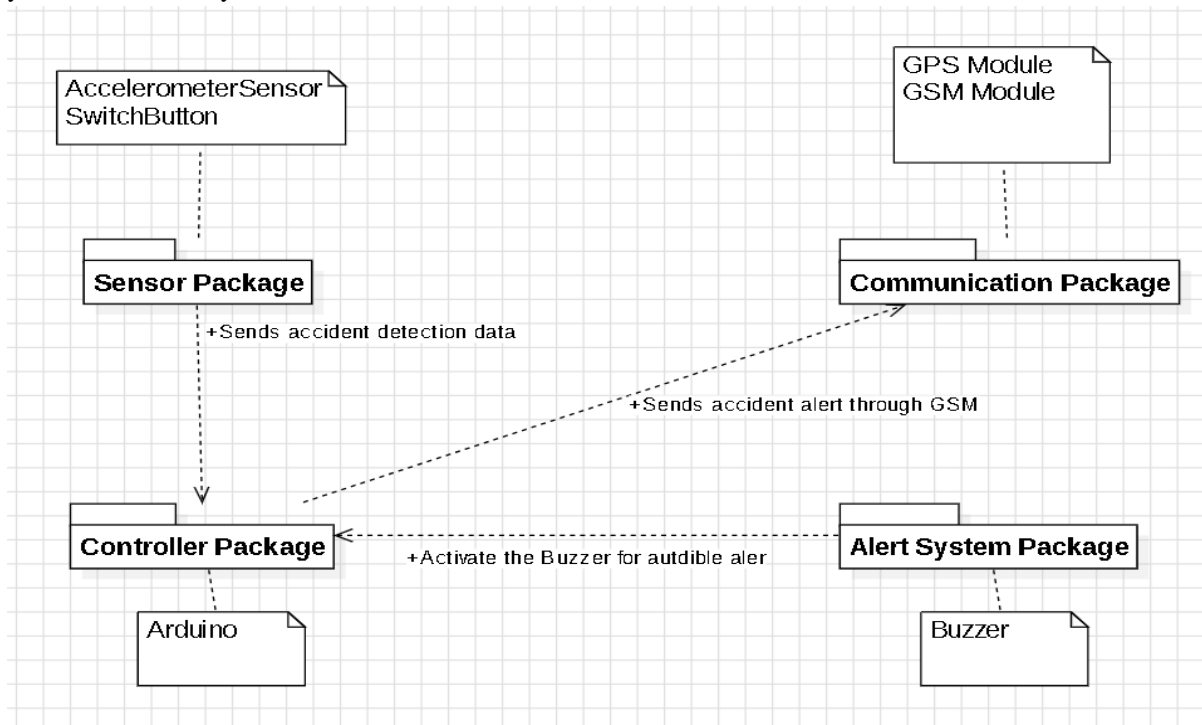 AccelerometerSensor
SwitchButton
GPS Module
GSM Module
Sensor Package
Communication Package
+Sends accident detection data
+Sends accident alert through GSM
Controller Package
+Activate the Buzzer for autdible aler
Alert System Package
Arduino
Buzzer